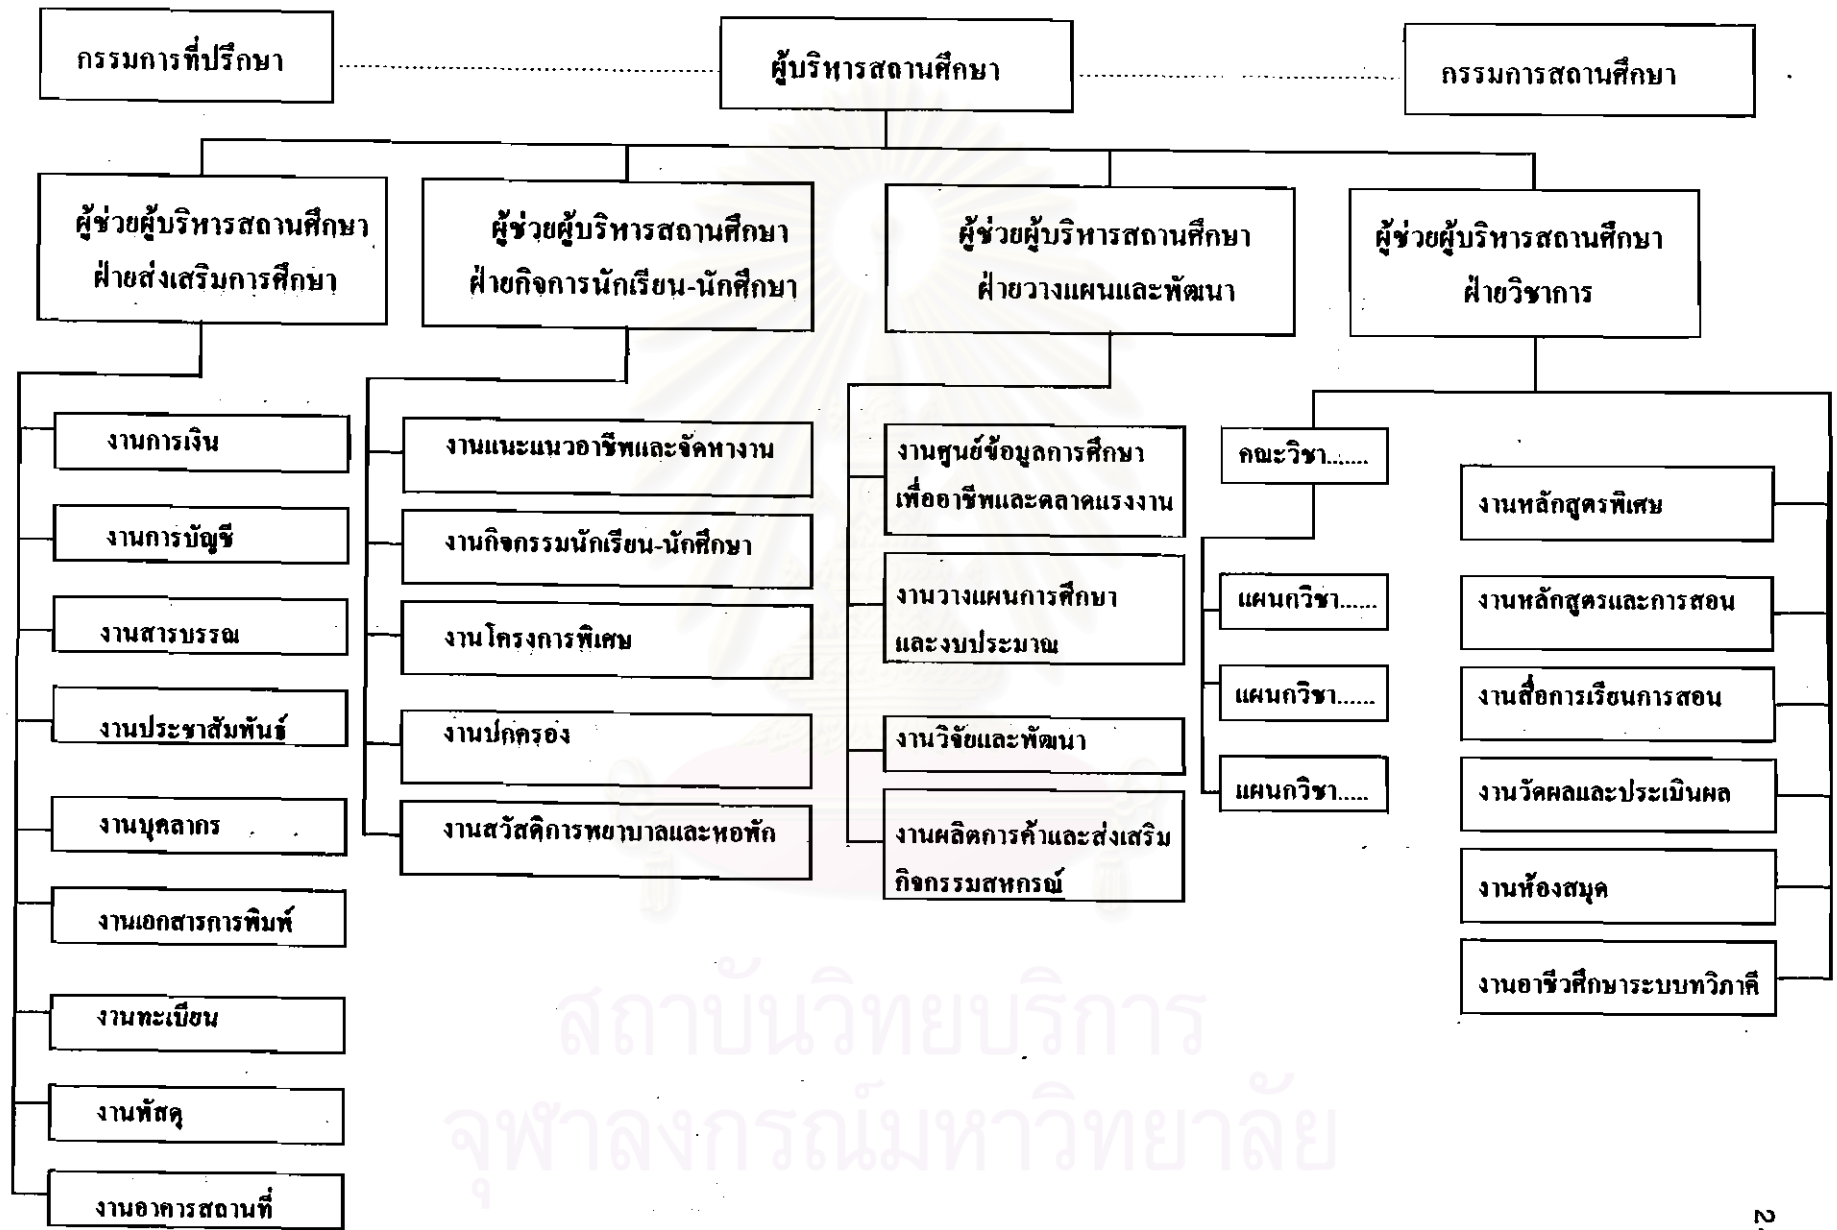 กรรมการที่ปรึกษา
ผู้บริหารสถานศึกษา
กรรมการสถานศึกษา
ผู้ช่วยผู้บริหารสถานศึกษา
ฝ่ายส่งเสริมการศึกษา
ผู้ช่วยผู้บริหารสถานศึกษา
ฝ่ายกิจการนักเรียน-นักศึกษา
ผู้ช่วยผู้บริหารสถานศึกษา
ฝ่ายวางแผนและพัฒนา
ผู้ช่วยผู้บริหารสถานศึกษา
ฝ่ายวิชาการ
งานการเงิน
งานการบัญชี
งานสารบรรณ
งานประชาสัมพันธ์
งานบุคลากร
งานเอกสารการพิมพ์
งานทะเบียน
งานพัสดุ
งานอาคารสถานที่
งานแนะแนวอาชีพและจัดหางาน
งานกิจกรรมนักเรียน-นักศึกษา
งานโครงการพิเศษ
งานปกครอง
งานสวัสดิการพยาบาลและหอพัก
งานศูนย์ข้อมูลการศึกษา
เพื่ออาชีพและตลาดแรงงาน
งานวางแผนการศึกษา
และงบประมาณ
งานวิจัยและพัฒนา
งานผลิตการค้าและส่งเสริม
กิจกรรมสหกรณ์
คณะวิชา.......
แผนกวิชา......
แผนกวิชา......
แผนกวิชา.....
งานหลักสูตรพิเศษ
งานหลักสูตรและการสอน
งานสื่อการเรียนการสอน
งานวัดผลและประเมินผล
งานห้องสมุด
งานอาชีวศึกษาระบบทวิภาคี
สถาบันวิทยบริการ
จุฬาลงกรณ์มหาวิทยาลัย